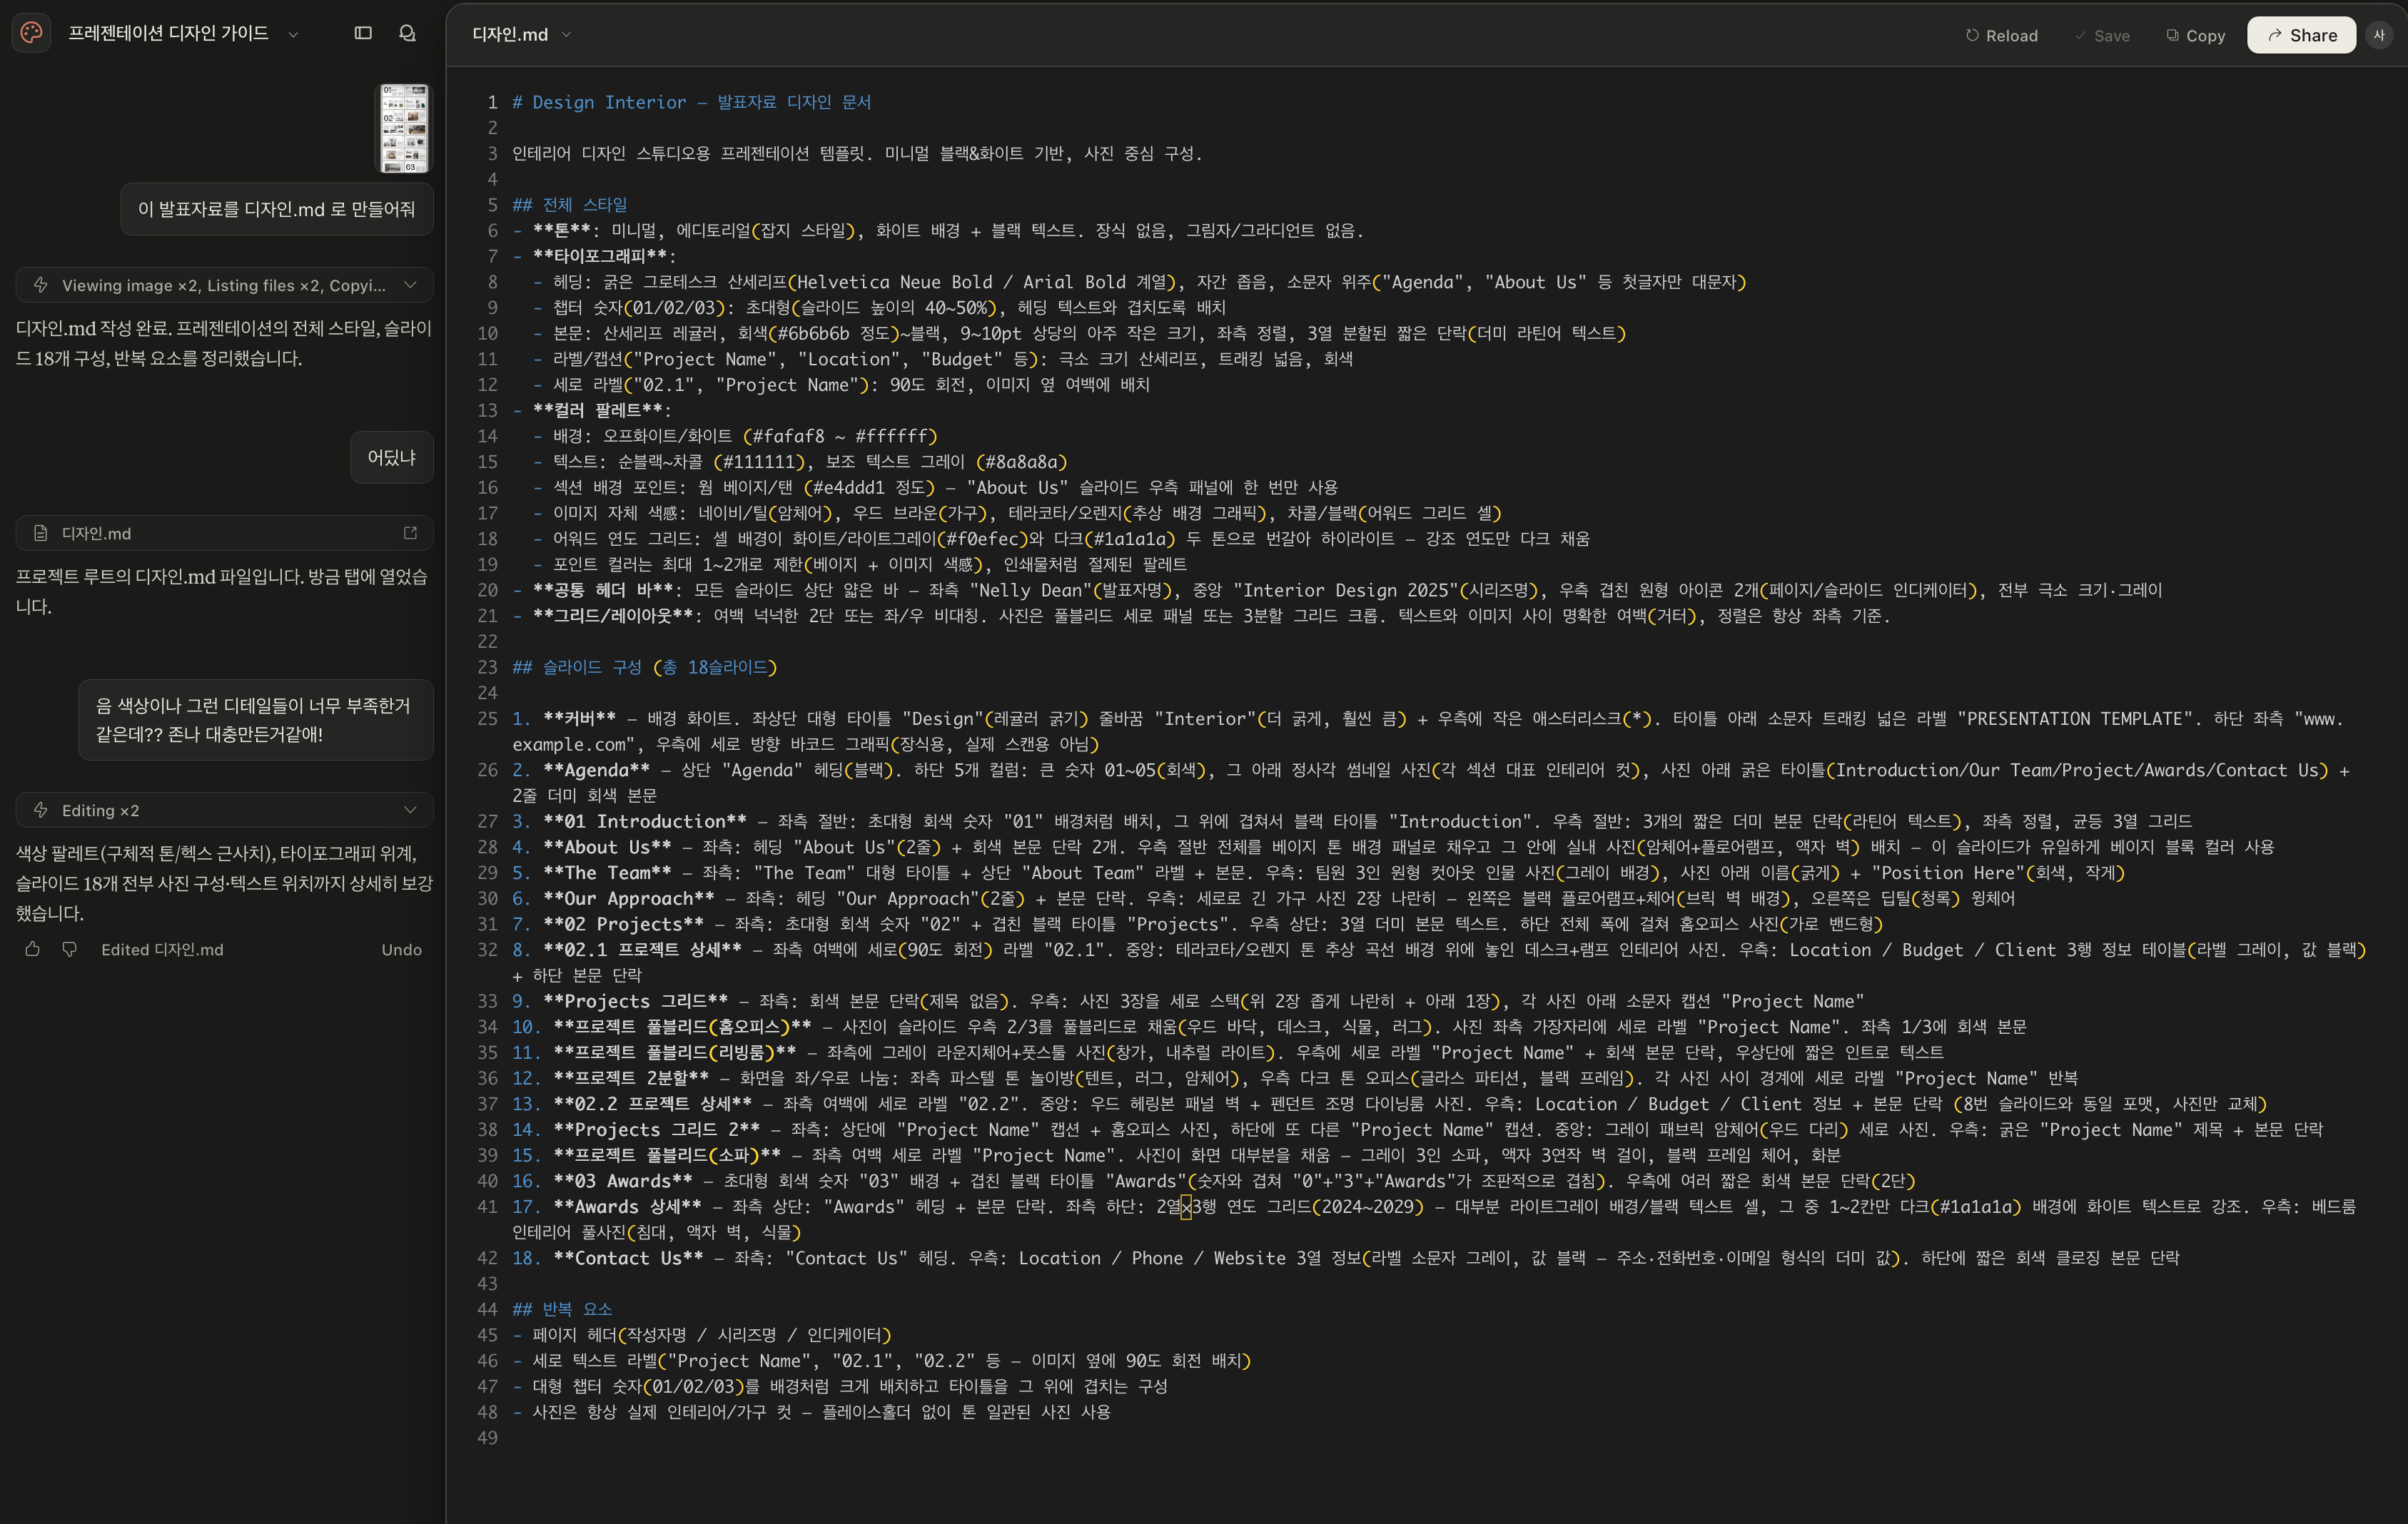 프레젠테이션 디자인 가이드
01
02
03
이 발표자료를 디자인.md 로 만들어줘
Viewing image ×2, Listing files ×2, Copyi...
디자인.md 작성 완료. 프레젠테이션의 전체 스타일, 슬라이
드 18개 구성, 반복 요소를 정리했습니다.
어딨냐
디자인.md
프로젝트 루트의 디자인.md 파일입니다. 방금 탭에 열었습
니다.
음 색상이나 그런 디테일들이 너무 부족한거
같은데?? 존나 대충만든거같애!
Editing ×2
색상 팔레트(구체적 톤/헥스 근사치), 타이포그래피 위계,
슬라이드 18개 전부 사진 구성·텍스트 위치까지 상세히 보강
했습니다.
Edited 디자인.md Undo
디자인.md Reload Save Copy Share 사
1 # Design Interior — 발표자료 디자인 문서
2
3 인테리어 디자인 스튜디오용 프레젠테이션 템플릿. 미니멀 블랙&화이트 기반, 사진 중심 구성.
4
5 ## 전체 스타일
6 - **톤**: 미니멀, 에디토리얼(잡지 스타일), 화이트 배경 + 블랙 텍스트. 장식 없음, 그림자/그라디언트 없음.
7 - **타이포그래피**:
8 - 헤딩: 굵은 그로테스크 산세리프(Helvetica Neue Bold / Arial Bold 계열), 자간 좁음, 소문자 위주("Agenda", "About Us" 등 첫글자만 대문자)
9 - 챕터 숫자(01/02/03): 초대형(슬라이드 높이의 40~50%), 헤딩 텍스트와 겹치도록 배치
10 - 본문: 산세리프 레귤러, 회색(#6b6b6b 정도)~블랙, 9~10pt 상당의 아주 작은 크기, 좌측 정렬, 3열 분할된 짧은 단락(더미 라틴어 텍스트)
11 - 라벨/캡션("Project Name", "Location", "Budget" 등): 극소 크기 산세리프, 트래킹 넓음, 회색
12 - 세로 라벨("02.1", "Project Name"): 90도 회전, 이미지 옆 여백에 배치
13 - **컬러 팔레트**:
14 - 배경: 오프화이트/화이트 (#fafaf8 ~ #ffffff)
15 - 텍스트: 순블랙~차콜 (#111111), 보조 텍스트 그레이 (#8a8a8a)
16 - 섹션 배경 포인트: 웜 베이지/탠 (#e4ddd1 정도) — "About Us" 슬라이드 우측 패널에 한 번만 사용
17 - 이미지 자체 색感: 네이비/틸(암체어), 우드 브라운(가구), 테라코타/오렌지(추상 배경 그래픽), 차콜/블랙(어워드 그리드 셀)
18 - 어워드 연도 그리드: 셀 배경이 화이트/라이트그레이(#f0efec)와 다크(#1a1a1a) 두 톤으로 번갈아 하이라이트 — 강조 연도만 다크 채움
19 - 포인트 컬러는 최대 1~2개로 제한(베이지 + 이미지 색感), 인쇄물처럼 절제된 팔레트
20 - **공통 헤더 바**: 모든 슬라이드 상단 얇은 바 — 좌측 "Nelly Dean"(발표자명), 중앙 "Interior Design 2025"(시리즈명), 우측 겹친 원형 아이콘 2개(페이지/슬라이드 인디케이터), 전부 극소 크기·그레이
21 - **그리드/레이아웃**: 여백 넉넉한 2단 또는 좌/우 비대칭. 사진은 풀블리드 세로 패널 또는 3분할 그리드 크롭. 텍스트와 이미지 사이 명확한 여백(거터), 정렬은 항상 좌측 기준.
22
23 ## 슬라이드 구성 (총 18슬라이드)
24
25 1. **커버** — 배경 화이트. 좌상단 대형 타이틀 "Design"(레귤러 굵기) 줄바꿈 "Interior"(더 굵게, 훨씬 큼) + 우측에 작은 애스터리스크(*). 타이틀 아래 소문자 트래킹 넓은 라벨 "PRESENTATION TEMPLATE". 하단 좌측 "www.
example.com", 우측에 세로 방향 바코드 그래픽(장식용, 실제 스캔용 아님)
26 2. **Agenda** — 상단 "Agenda" 헤딩(블랙). 하단 5개 컬럼: 큰 숫자 01~05(회색), 그 아래 정사각 썸네일 사진(각 섹션 대표 인테리어 컷), 사진 아래 굵은 타이틀(Introduction/Our Team/Project/Awards/Contact Us) +
2줄 더미 회색 본문
27 3. **01 Introduction** — 좌측 절반: 초대형 회색 숫자 "01" 배경처럼 배치, 그 위에 겹쳐서 블랙 타이틀 "Introduction". 우측 절반: 3개의 짧은 더미 본문 단락(라틴어 텍스트), 좌측 정렬, 균등 3열 그리드
28 4. **About Us** — 좌측: 헤딩 "About Us"(2줄) + 회색 본문 단락 2개. 우측 절반 전체를 베이지 톤 배경 패널로 채우고 그 안에 실내 사진(암체어+플로어램프, 액자 벽) 배치 — 이 슬라이드가 유일하게 베이지 블록 컬러 사용
29 5. **The Team** — 좌측: "The Team" 대형 타이틀 + 상단 "About Team" 라벨 + 본문. 우측: 팀원 3인 원형 컷아웃 인물 사진(그레이 배경), 사진 아래 이름(굵게) + "Position Here"(회색, 작게)
30 6. **Our Approach** — 좌측: 헤딩 "Our Approach"(2줄) + 본문 단락. 우측: 세로로 긴 가구 사진 2장 나란히 — 왼쪽은 블랙 플로어램프+체어(브릭 벽 배경), 오른쪽은 딥틸(청록) 윙체어
31 7. **02 Projects** — 좌측: 초대형 회색 숫자 "02" + 겹친 블랙 타이틀 "Projects". 우측 상단: 3열 더미 본문 텍스트. 하단 전체 폭에 걸쳐 홈오피스 사진(가로 밴드형)
32 8. **02.1 프로젝트 상세** — 좌측 여백에 세로(90도 회전) 라벨 "02.1". 중앙: 테라코타/오렌지 톤 추상 곡선 배경 위에 놓인 데스크+램프 인테리어 사진. 우측: Location / Budget / Client 3행 정보 테이블(라벨 그레이, 값 블랙)
+ 하단 본문 단락
33 9. **Projects 그리드** — 좌측: 회색 본문 단락(제목 없음). 우측: 사진 3장을 세로 스택(위 2장 좁게 나란히 + 아래 1장), 각 사진 아래 소문자 캡션 "Project Name"
34 10. **프로젝트 풀블리드(홈오피스)** — 사진이 슬라이드 우측 2/3를 풀블리드로 채움(우드 바닥, 데스크, 식물, 러그). 사진 좌측 가장자리에 세로 라벨 "Project Name". 좌측 1/3에 회색 본문
35 11. **프로젝트 풀블리드(리빙룸)** — 좌측에 그레이 라운지체어+풋스툴 사진(창가, 내추럴 라이트). 우측에 세로 라벨 "Project Name" + 회색 본문 단락, 우상단에 짧은 인트로 텍스트
36 12. **프로젝트 2분할** — 화면을 좌/우로 나눔: 좌측 파스텔 톤 놀이방(텐트, 러그, 암체어), 우측 다크 톤 오피스(글라스 파티션, 블랙 프레임). 각 사진 사이 경계에 세로 라벨 "Project Name" 반복
37 13. **02.2 프로젝트 상세** — 좌측 여백에 세로 라벨 "02.2". 중앙: 우드 헤링본 패널 벽 + 펜던트 조명 다이닝룸 사진. 우측: Location / Budget / Client 정보 + 본문 단락 (8번 슬라이드와 동일 포맷, 사진만 교체)
38 14. **Projects 그리드 2** — 좌측: 상단에 "Project Name" 캡션 + 홈오피스 사진, 하단에 또 다른 "Project Name" 캡션. 중앙: 그레이 패브릭 암체어(우드 다리) 세로 사진. 우측: 굵은 "Project Name" 제목 + 본문 단락
39 15. **프로젝트 풀블리드(소파)** — 좌측 여백 세로 라벨 "Project Name". 사진이 화면 대부분을 채움 — 그레이 3인 소파, 액자 3연작 벽 걸이, 블랙 프레임 체어, 화분
40 16. **03 Awards** — 초대형 회색 숫자 "03" 배경 + 겹친 블랙 타이틀 "Awards"(숫자와 겹쳐 "0"+"3"+"Awards"가 조판적으로 겹침). 우측에 여러 짧은 회색 본문 단락(2단)
41 17. **Awards 상세** — 좌측 상단: "Awards" 헤딩 + 본문 단락. 좌측 하단: 2열×3행 연도 그리드(2024~2029) — 대부분 라이트그레이 배경/블랙 텍스트 셀, 그 중 1~2칸만 다크(#1a1a1a) 배경에 화이트 텍스트로 강조. 우측: 베드룸
인테리어 풀사진(침대, 액자 벽, 식물)
42 18. **Contact Us** — 좌측: "Contact Us" 헤딩. 우측: Location / Phone / Website 3열 정보(라벨 소문자 그레이, 값 블랙 — 주소·전화번호·이메일 형식의 더미 값). 하단에 짧은 회색 클로징 본문 단락
43
44 ## 반복 요소
45 - 페이지 헤더(작성자명 / 시리즈명 / 인디케이터)
46 - 세로 텍스트 라벨("Project Name", "02.1", "02.2" 등 — 이미지 옆에 90도 회전 배치)
47 - 대형 챕터 숫자(01/02/03)를 배경처럼 크게 배치하고 타이틀을 그 위에 겹치는 구성
48 - 사진은 항상 실제 인테리어/가구 컷 — 플레이스홀더 없이 톤 일관된 사진 사용
49